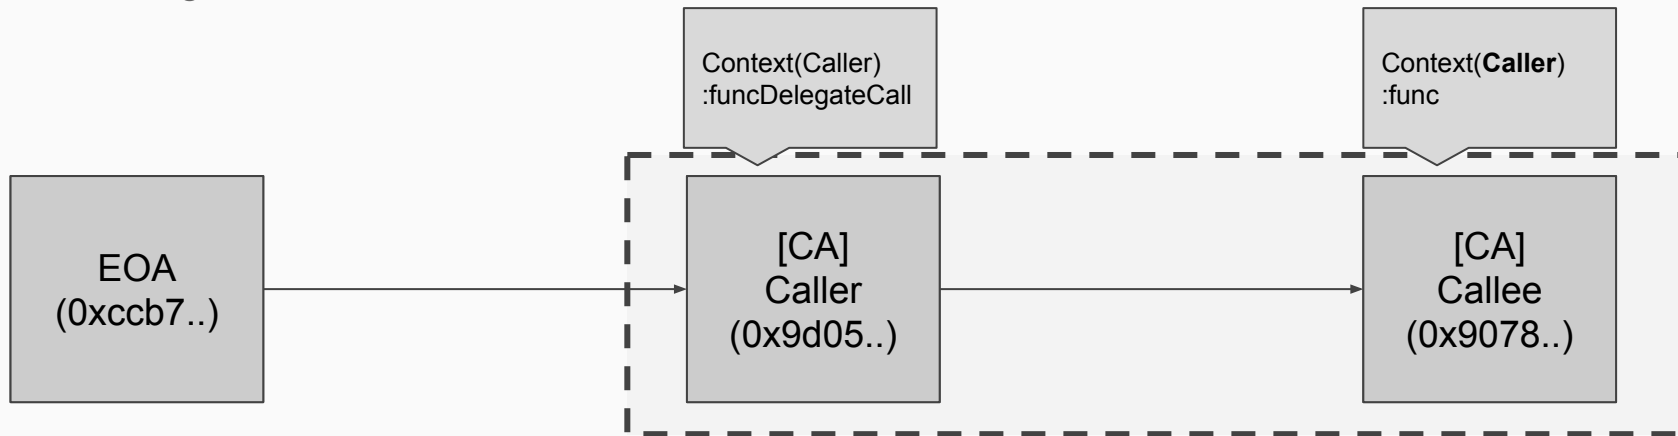 Context(Caller)
:funcDelegateCall
Context(Caller)
:func
EOA
(0xccb7..)
[CA]
Caller
(0x9d05..)
[CA]
Callee
(0x9078..)